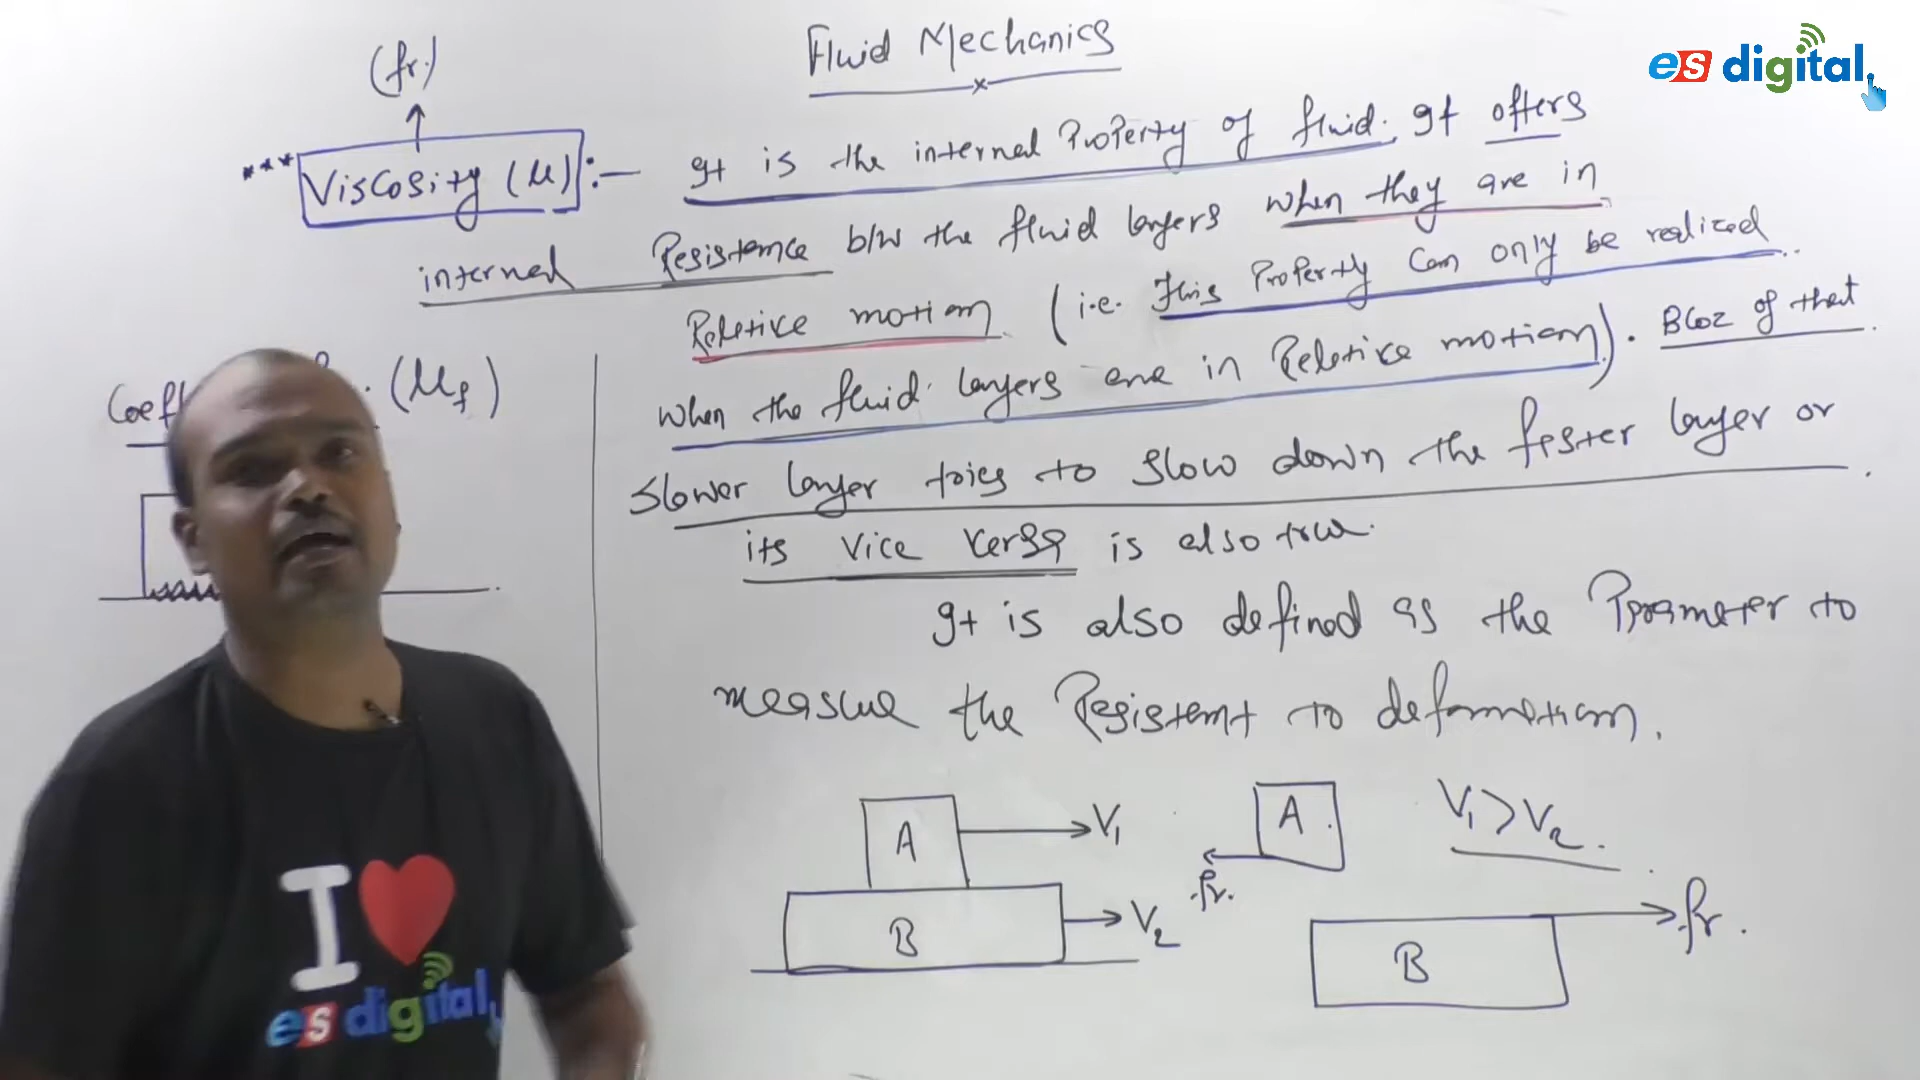 Fluid Mechanics
es digital
(fr.)
*** Viscosity (μ) :- It is the internal Property of fluid. It offers
internal Resistance b/w the fluid layers when they are in
Relative motion (i.e. This Property can only be realized
when the fluid layers are in Relative motion). Bcoz of that
slower layer tries to slow down the faster layer or
its vice versa is also true.
It is also defined as the Parameter to
measure the Resistant to deformation.
Coeff (μf)
A → V1
B → V2
A
fr.
V1 > V2.
B → fr.
I ♥
es digital